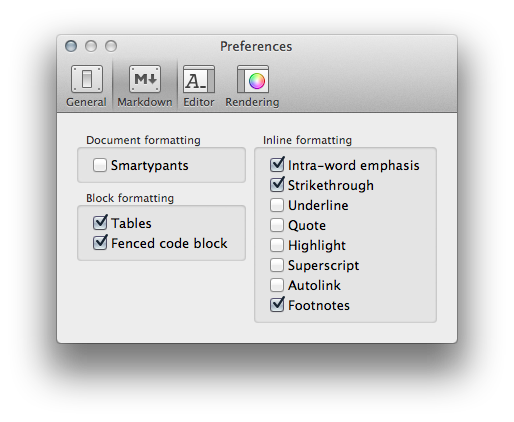 Preferences
General Markdown Editor Rendering
Document formatting
Smartypants
Block formatting
Tables
Fenced code block
Inline formatting
Intra-word emphasis
Strikethrough
Underline
Quote
Highlight
Superscript
Autolink
Footnotes